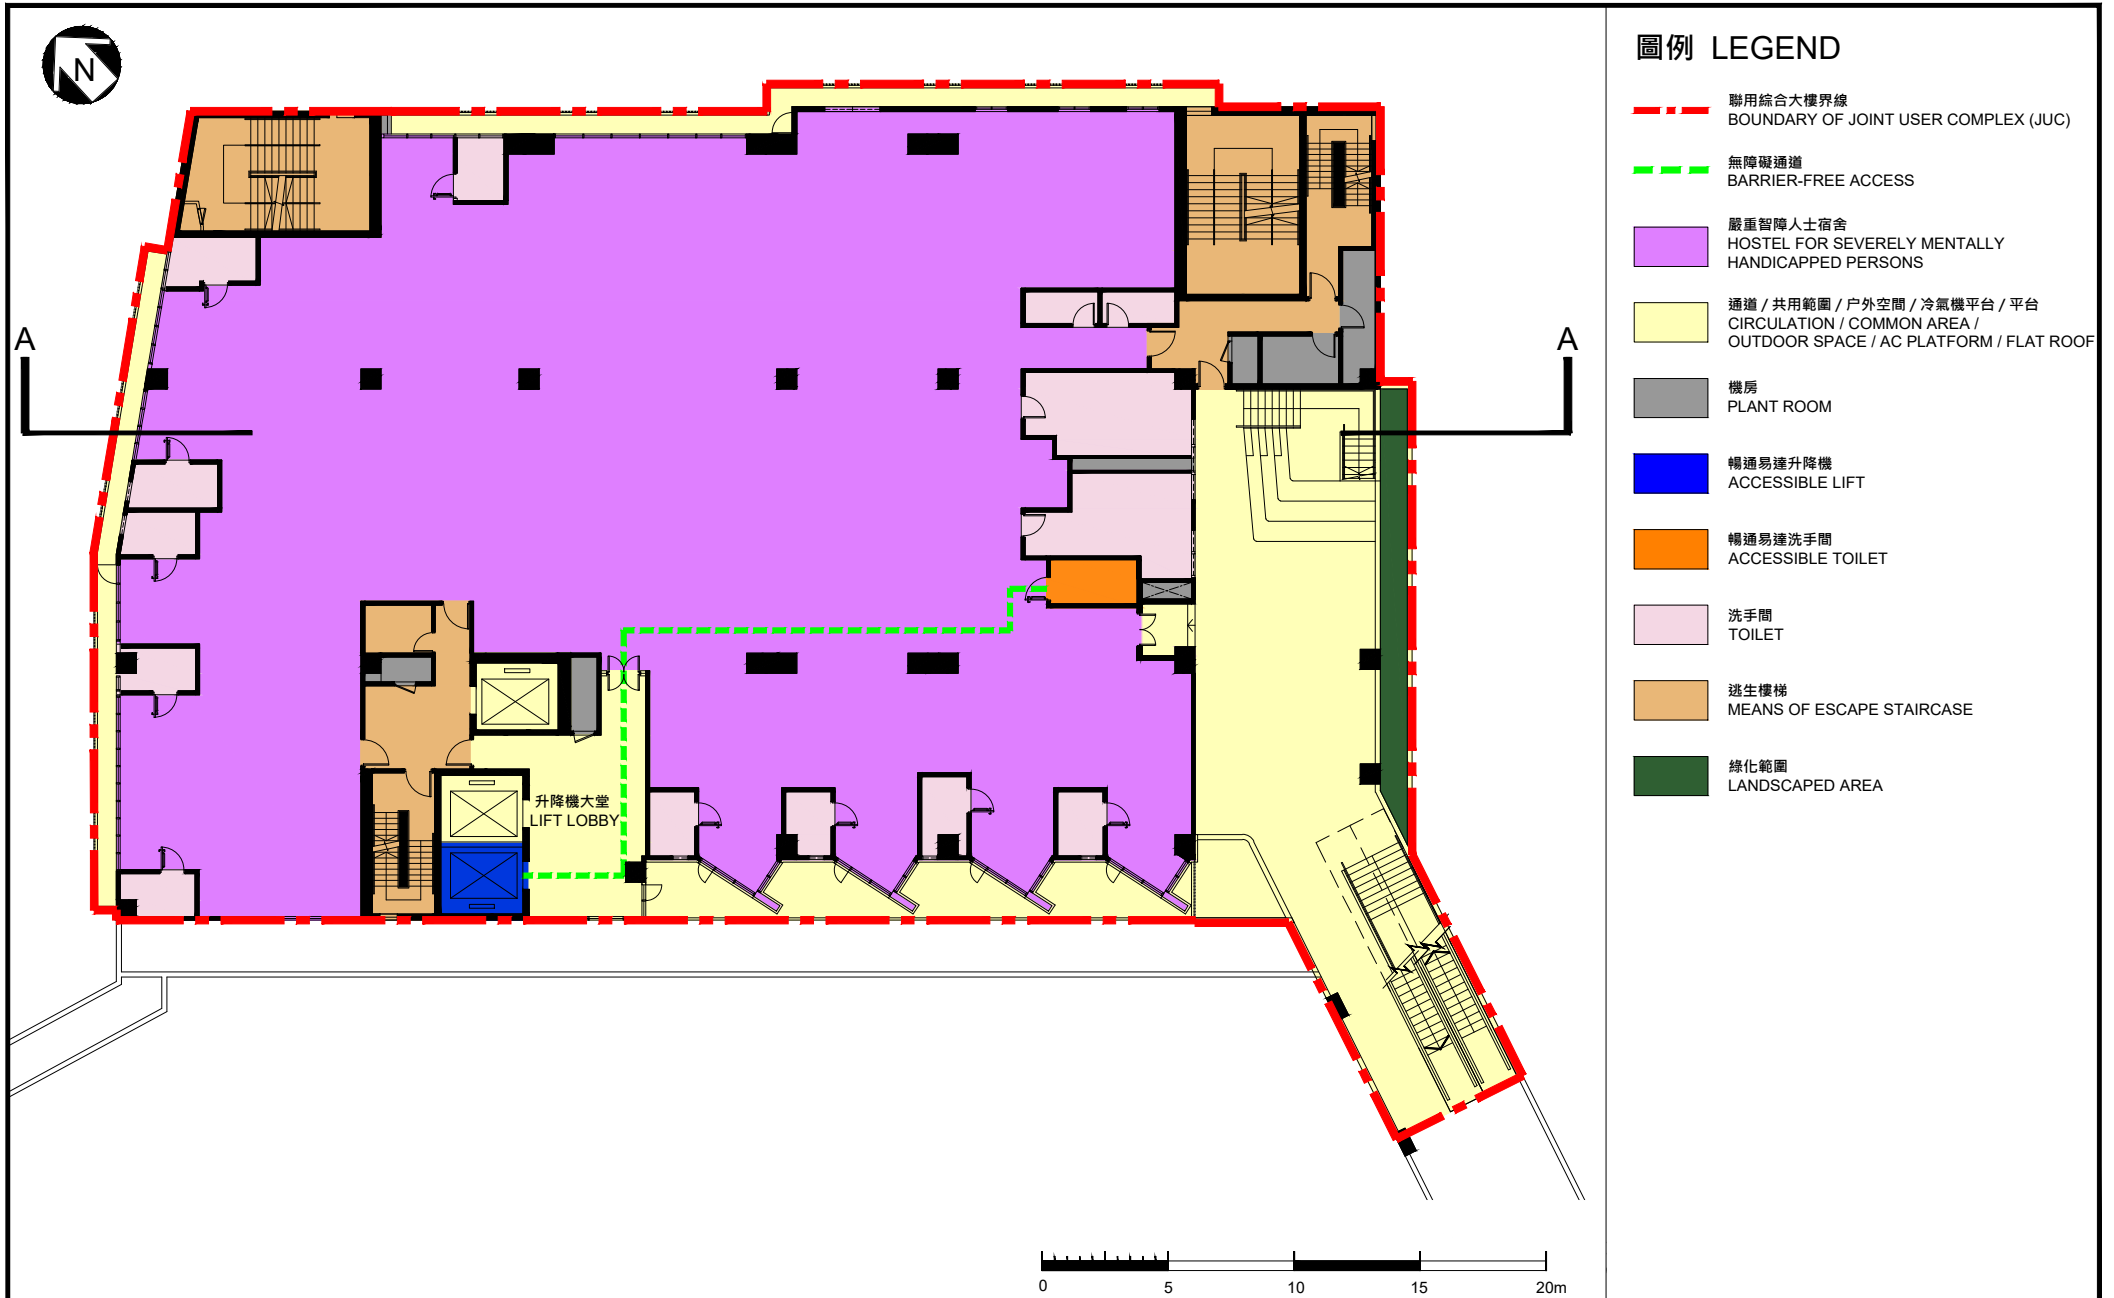 N
A
A
升降機大堂
LIFT LOBBY
0
5
10
15
20m
圖例 LEGEND
聯用綜合大樓界線
BOUNDARY OF JOINT USER COMPLEX (JUC)
無障礙通道
BARRIER-FREE ACCESS
嚴重智障人士宿舍
HOSTEL FOR SEVERELY MENTALLY
HANDICAPPED PERSONS
通道 / 共用範圍 / 户外空間 / 冷氣機平台 / 平台
CIRCULATION / COMMON AREA /
OUTDOOR SPACE / AC PLATFORM / FLAT ROOF
機房
PLANT ROOM
暢通易達升降機
ACCESSIBLE LIFT
暢通易達洗手間
ACCESSIBLE TOILET
洗手間
TOILET
逃生樓梯
MEANS OF ESCAPE STAIRCASE
綠化範圍
LANDSCAPED AREA